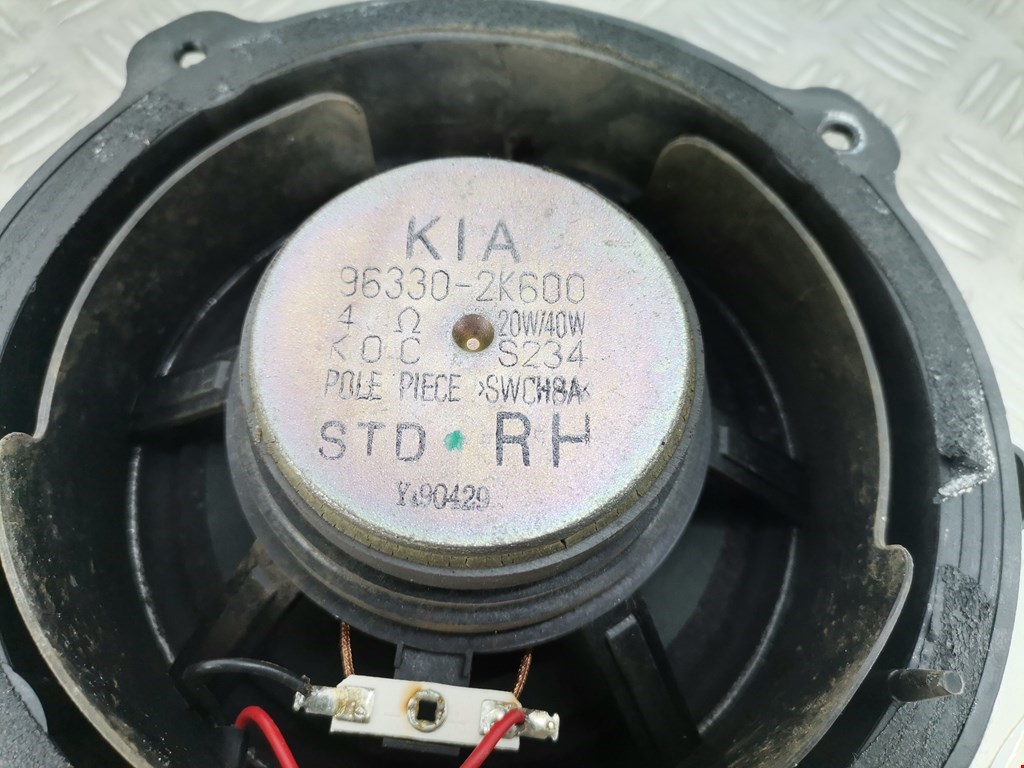 KIA
96330-2K600
4 Ω 20W/40W
KOC S234
POLE PIECE >SWCH8A<
STD RH